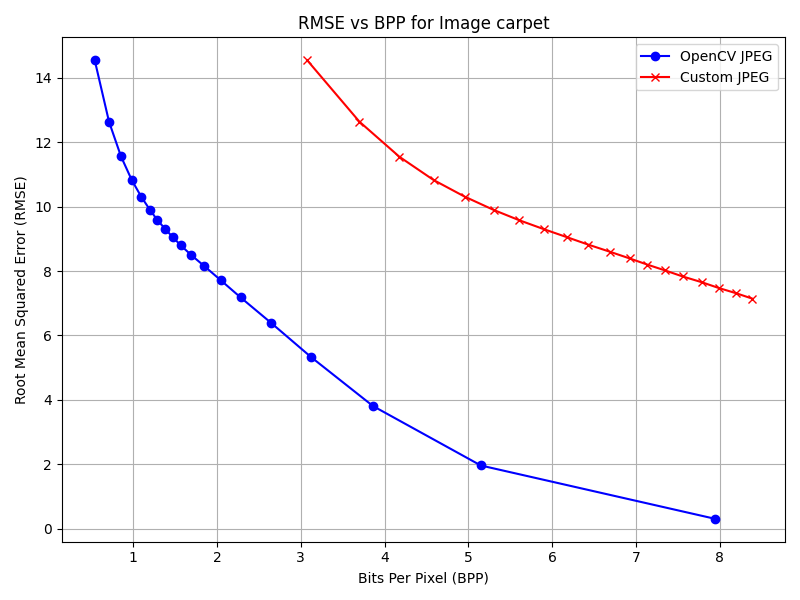 RMSE vs BPP for Image carpet
OpenCV JPEG
Custom JPEG
Root Mean Squared Error (RMSE)
14
12
10
8
6
4
2
0
1 2 3 4 5 6 7 8
Bits Per Pixel (BPP)